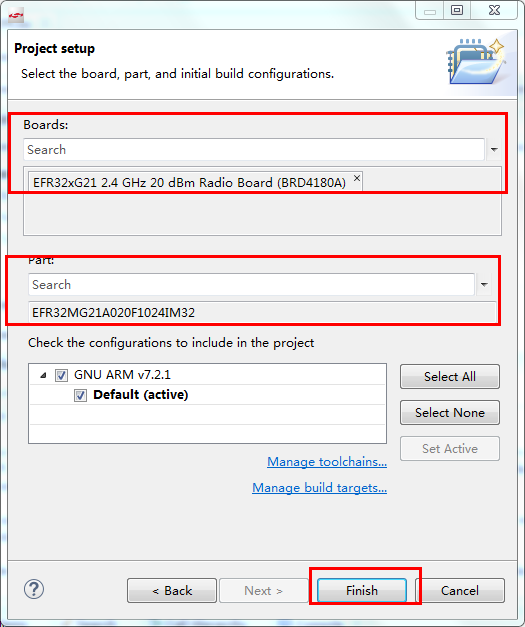 Project setup
Select the board, part, and initial build configurations.
Boards:
Search
EFR32xG21 2.4 GHz 20 dBm Radio Board (BRD4180A) ×
Part:
Search
EFR32MG21A020F1024IM32
Check the configurations to include in the project
GNU ARM v7.2.1
Default (active)
Select All
Select None
Set Active
Manage toolchains...
Manage build targets...
?
< Back Next > Finish Cancel